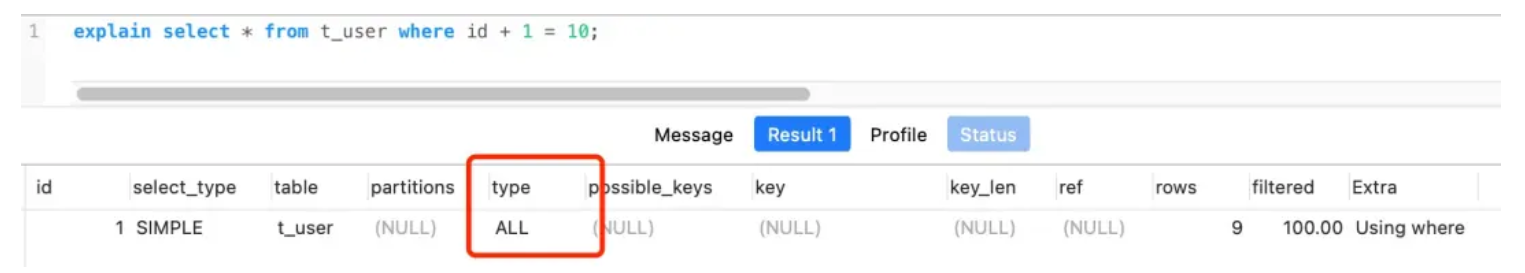 1 explain select * from t_user where id + 1 = 10;
Message Result 1 Profile Status
id select_type table partitions type possible_keys key key_len ref rows filtered Extra
1 SIMPLE t_user (NULL) ALL (NULL) (NULL) (NULL) (NULL) 9 100.00 Using where